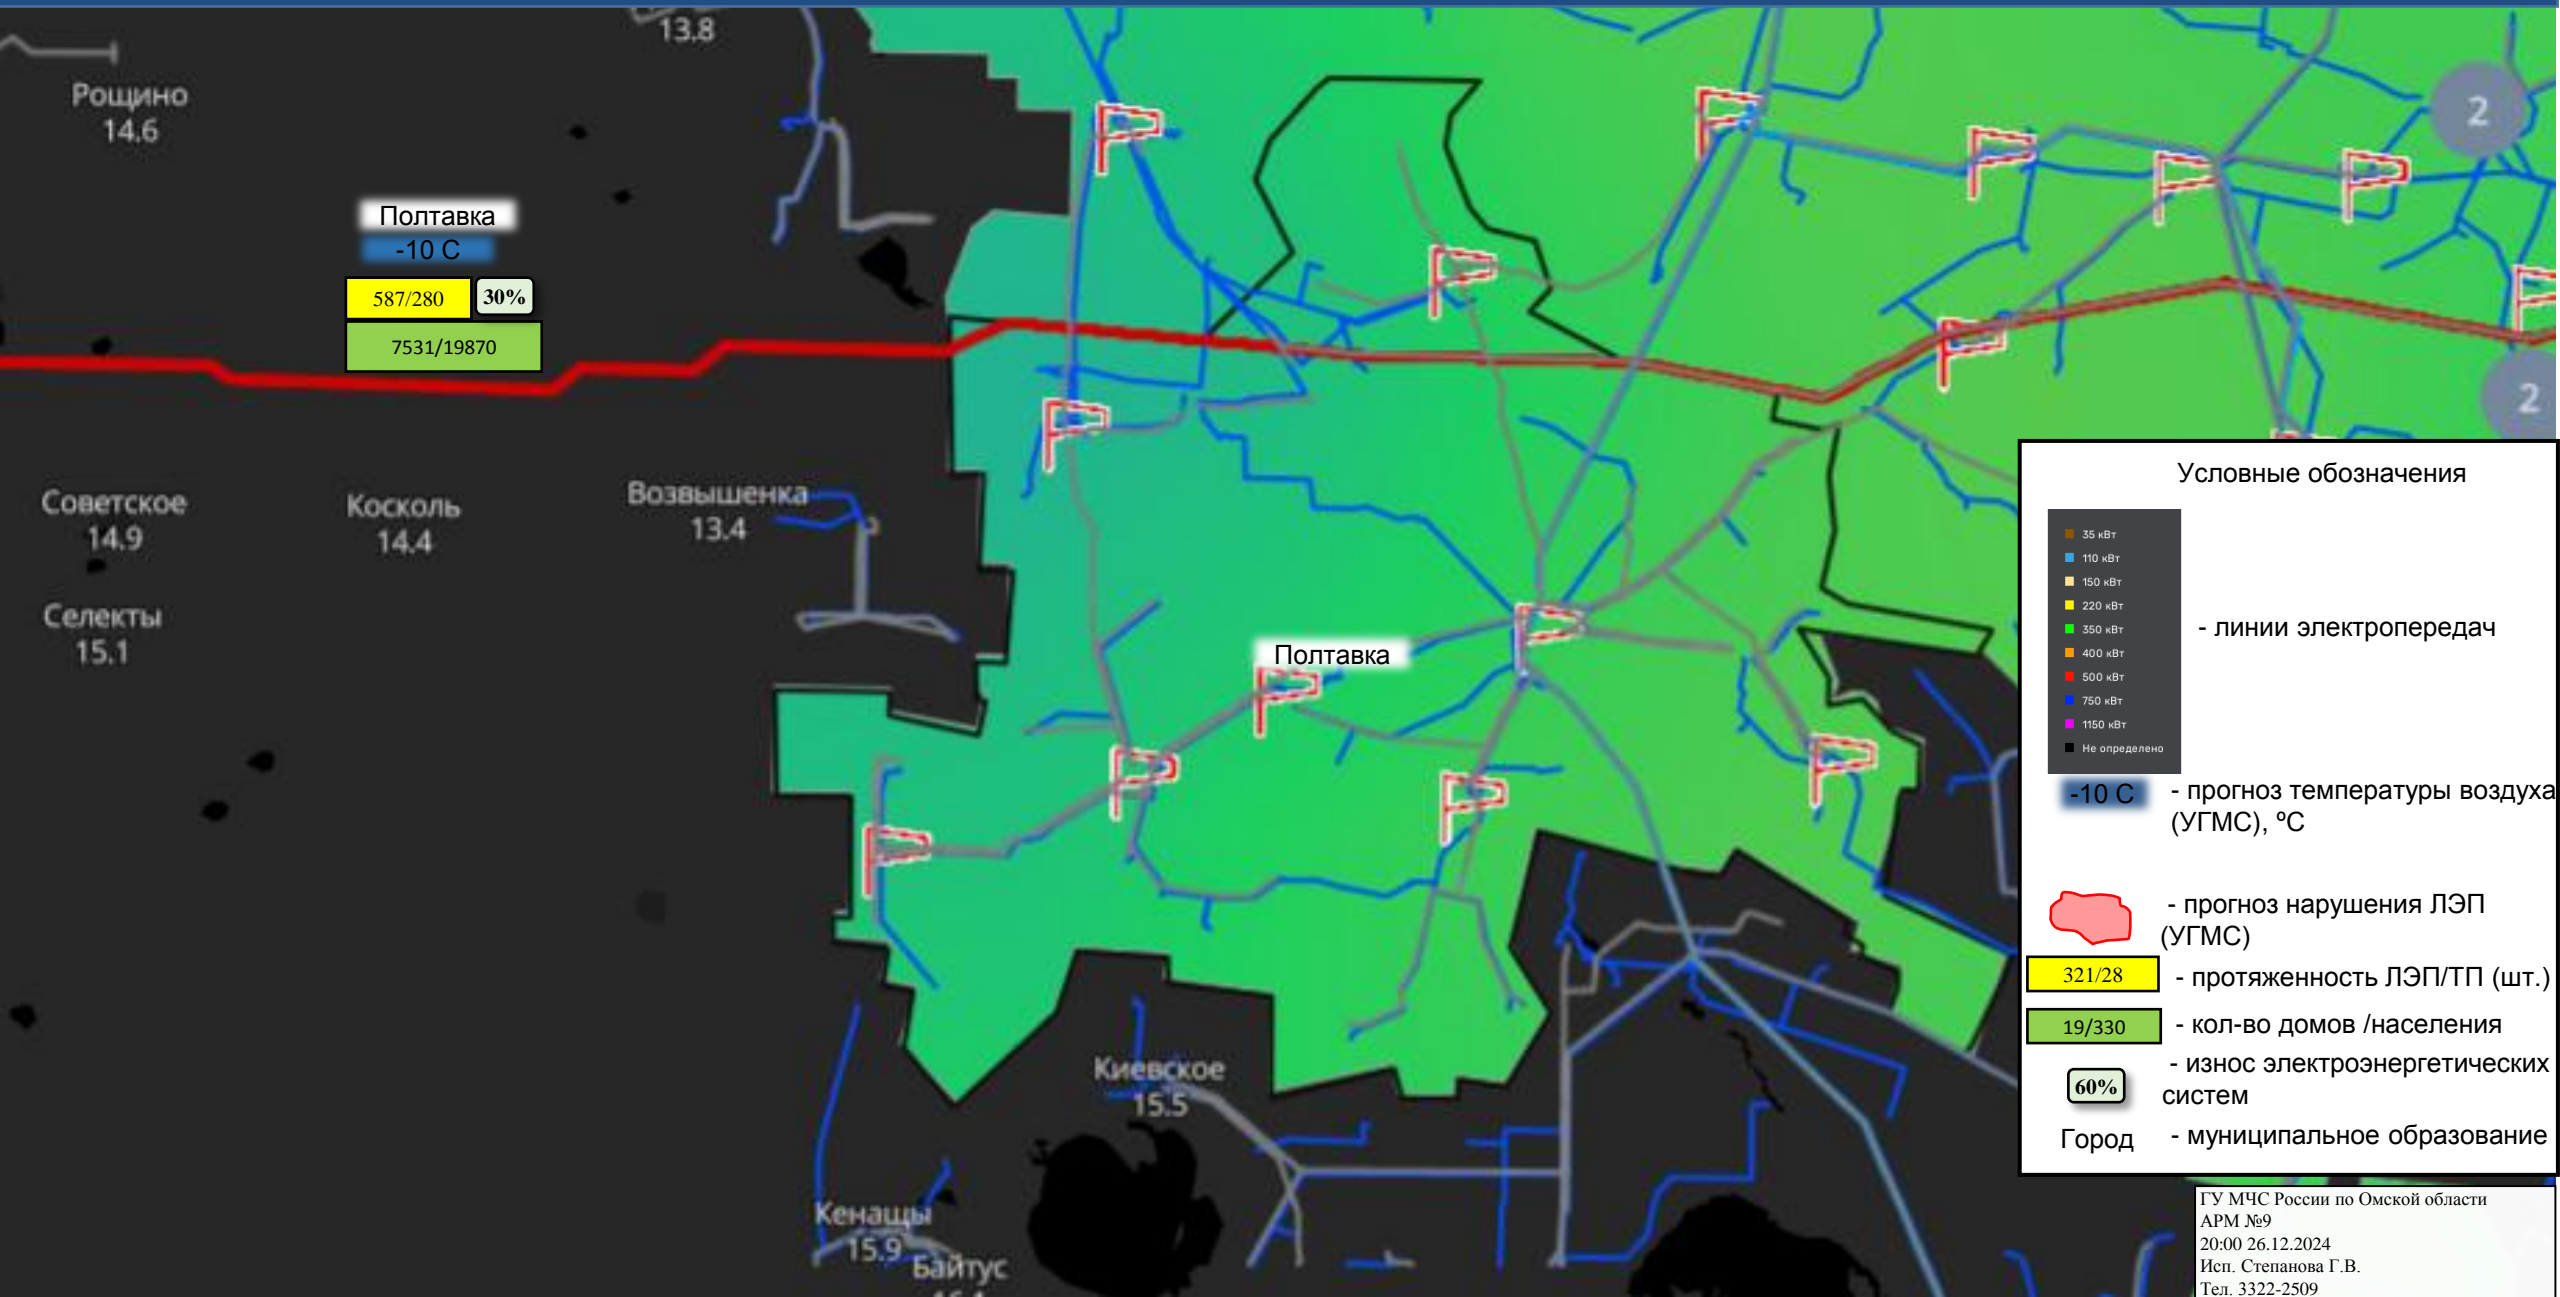 13.8
Рощино
14.6
2
Полтавка
-10 С
587/280
30%
7531/19870
2
Советское
14.9
Косколь
14.4
Возвышенка
13.4
Селекты
15.1
Полтавка
Киевское
15.5
Кенащы
15.9
Байтус
Условные обозначения
35 кВт
110 кВт
150 кВт
220 кВт
350 кВт
400 кВт
500 кВт
750 кВт
1150 кВт
Не определено
- линии электропередач
-10 С
- прогноз температуры воздуха
(УГМС), ºС
- прогноз нарушения ЛЭП
(УГМС)
321/28
- протяженность ЛЭП/ТП (шт.)
19/330
- кол-во домов /населения
60%
- износ электроэнергетических
систем
Город
- муниципальное образование
ГУ МЧС России по Омской области
АРМ №9
20:00 26.12.2024
Исп. Степанова Г.В.
Тел. 3322-2509